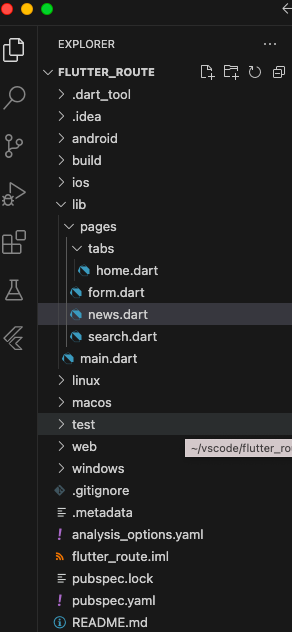 EXPLORER
FLUTTER_ROUTE
.dart_tool
.idea
android
build
ios
lib
pages
tabs
home.dart
form.dart
news.dart
search.dart
main.dart
linux
macos
test
web
~/vscode/flutter_ro
windows
.gitignore
.metadata
analysis_options.yaml
flutter_route.iml
pubspec.lock
pubspec.yaml
README.md